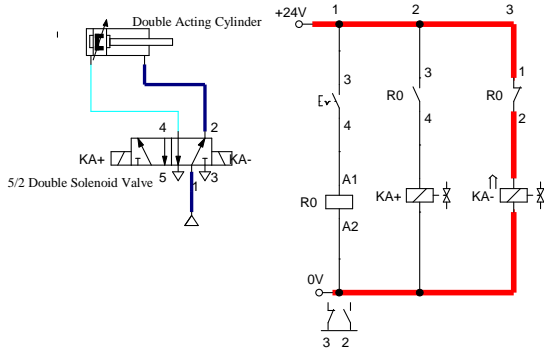 Double Acting Cylinder
4 2
KA+ KA-
5 3
1
5/2 Double Solenoid Valve
1 2 3
+24V
3 3 1
R0 R0
4 4 2
A1
R0 KA+ KA-
A2
0V
3 2